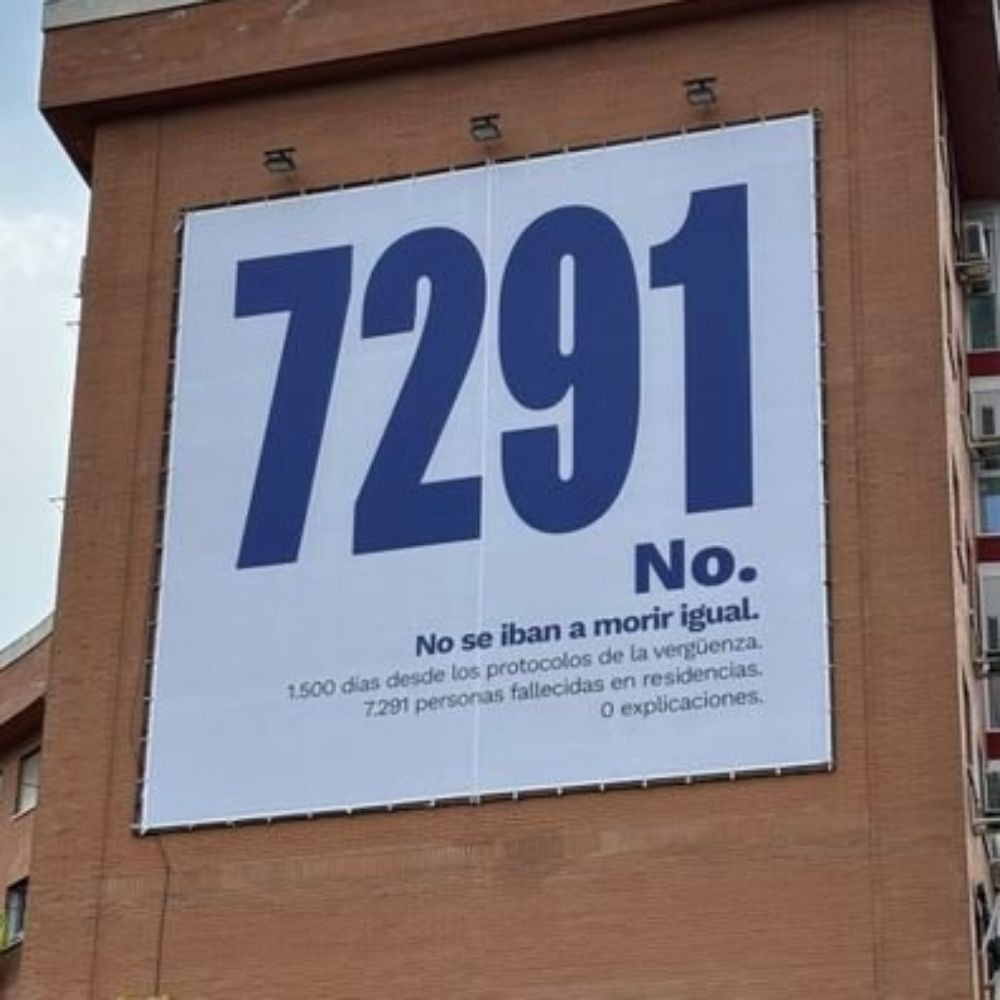 7291
No.
No se iban a morir igual.
1.500 días desde los protocolos de la vergüenza.
7.291 personas fallecidas en residencias.
0 explicaciones.